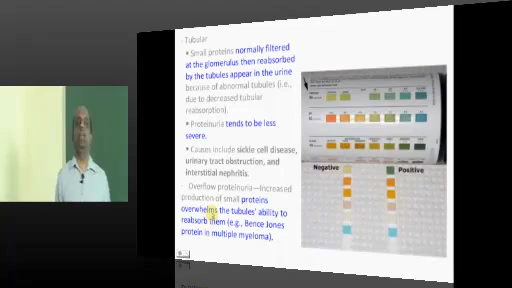 - Tubular
• Small proteins normally filtered
at the glomerulus then reabsorbed
by the tubules appear in the urine
because of abnormal tubules (i.e.,
due to decreased tubular
reabsorption).
• Proteinuria tends to be less
severe.
• Causes include sickle cell disease,
urinary tract obstruction, and
interstitial nephritis.
- Overflow proteinuria—Increased
production of small proteins
overwhelms the tubules' ability to
reabsorb them (e.g., Bence Jones
protein in multiple myeloma).
Negative
Positive